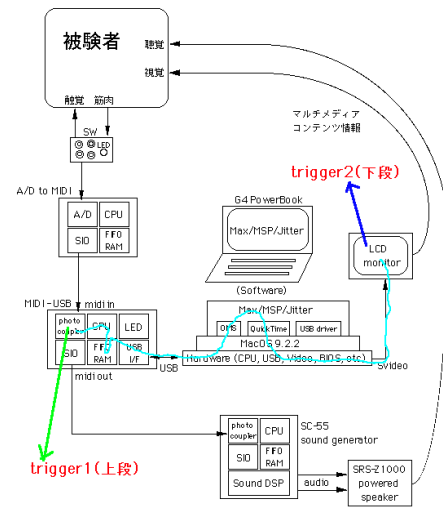 被験者
聴覚
視覚
触覚 筋肉
SW
LED
マルチメディア
コンテンツ情報
trigger2(下段)
A/D to MIDI
A/D CPU
SIO FIFO RAM
G4 PowerBook
Max/MSP/Jitter
LCD
monitor
(Software)
MIDI-USB midi in
photo coupler CPU LED
SIO FIFO RAM USB I/F
midi out
USB
Max/MSP/Jitter
OMS QuickTime USB driver
MacOS 9.2.2
Hardware (CPU, USB, Video, BIOS, etc)
Svideo
trigger1(上段)
photo coupler CPU
SIO FIFO RAM
Sound DSP
SC-55
sound generator
audio
SRS-Z1000
powered
speaker